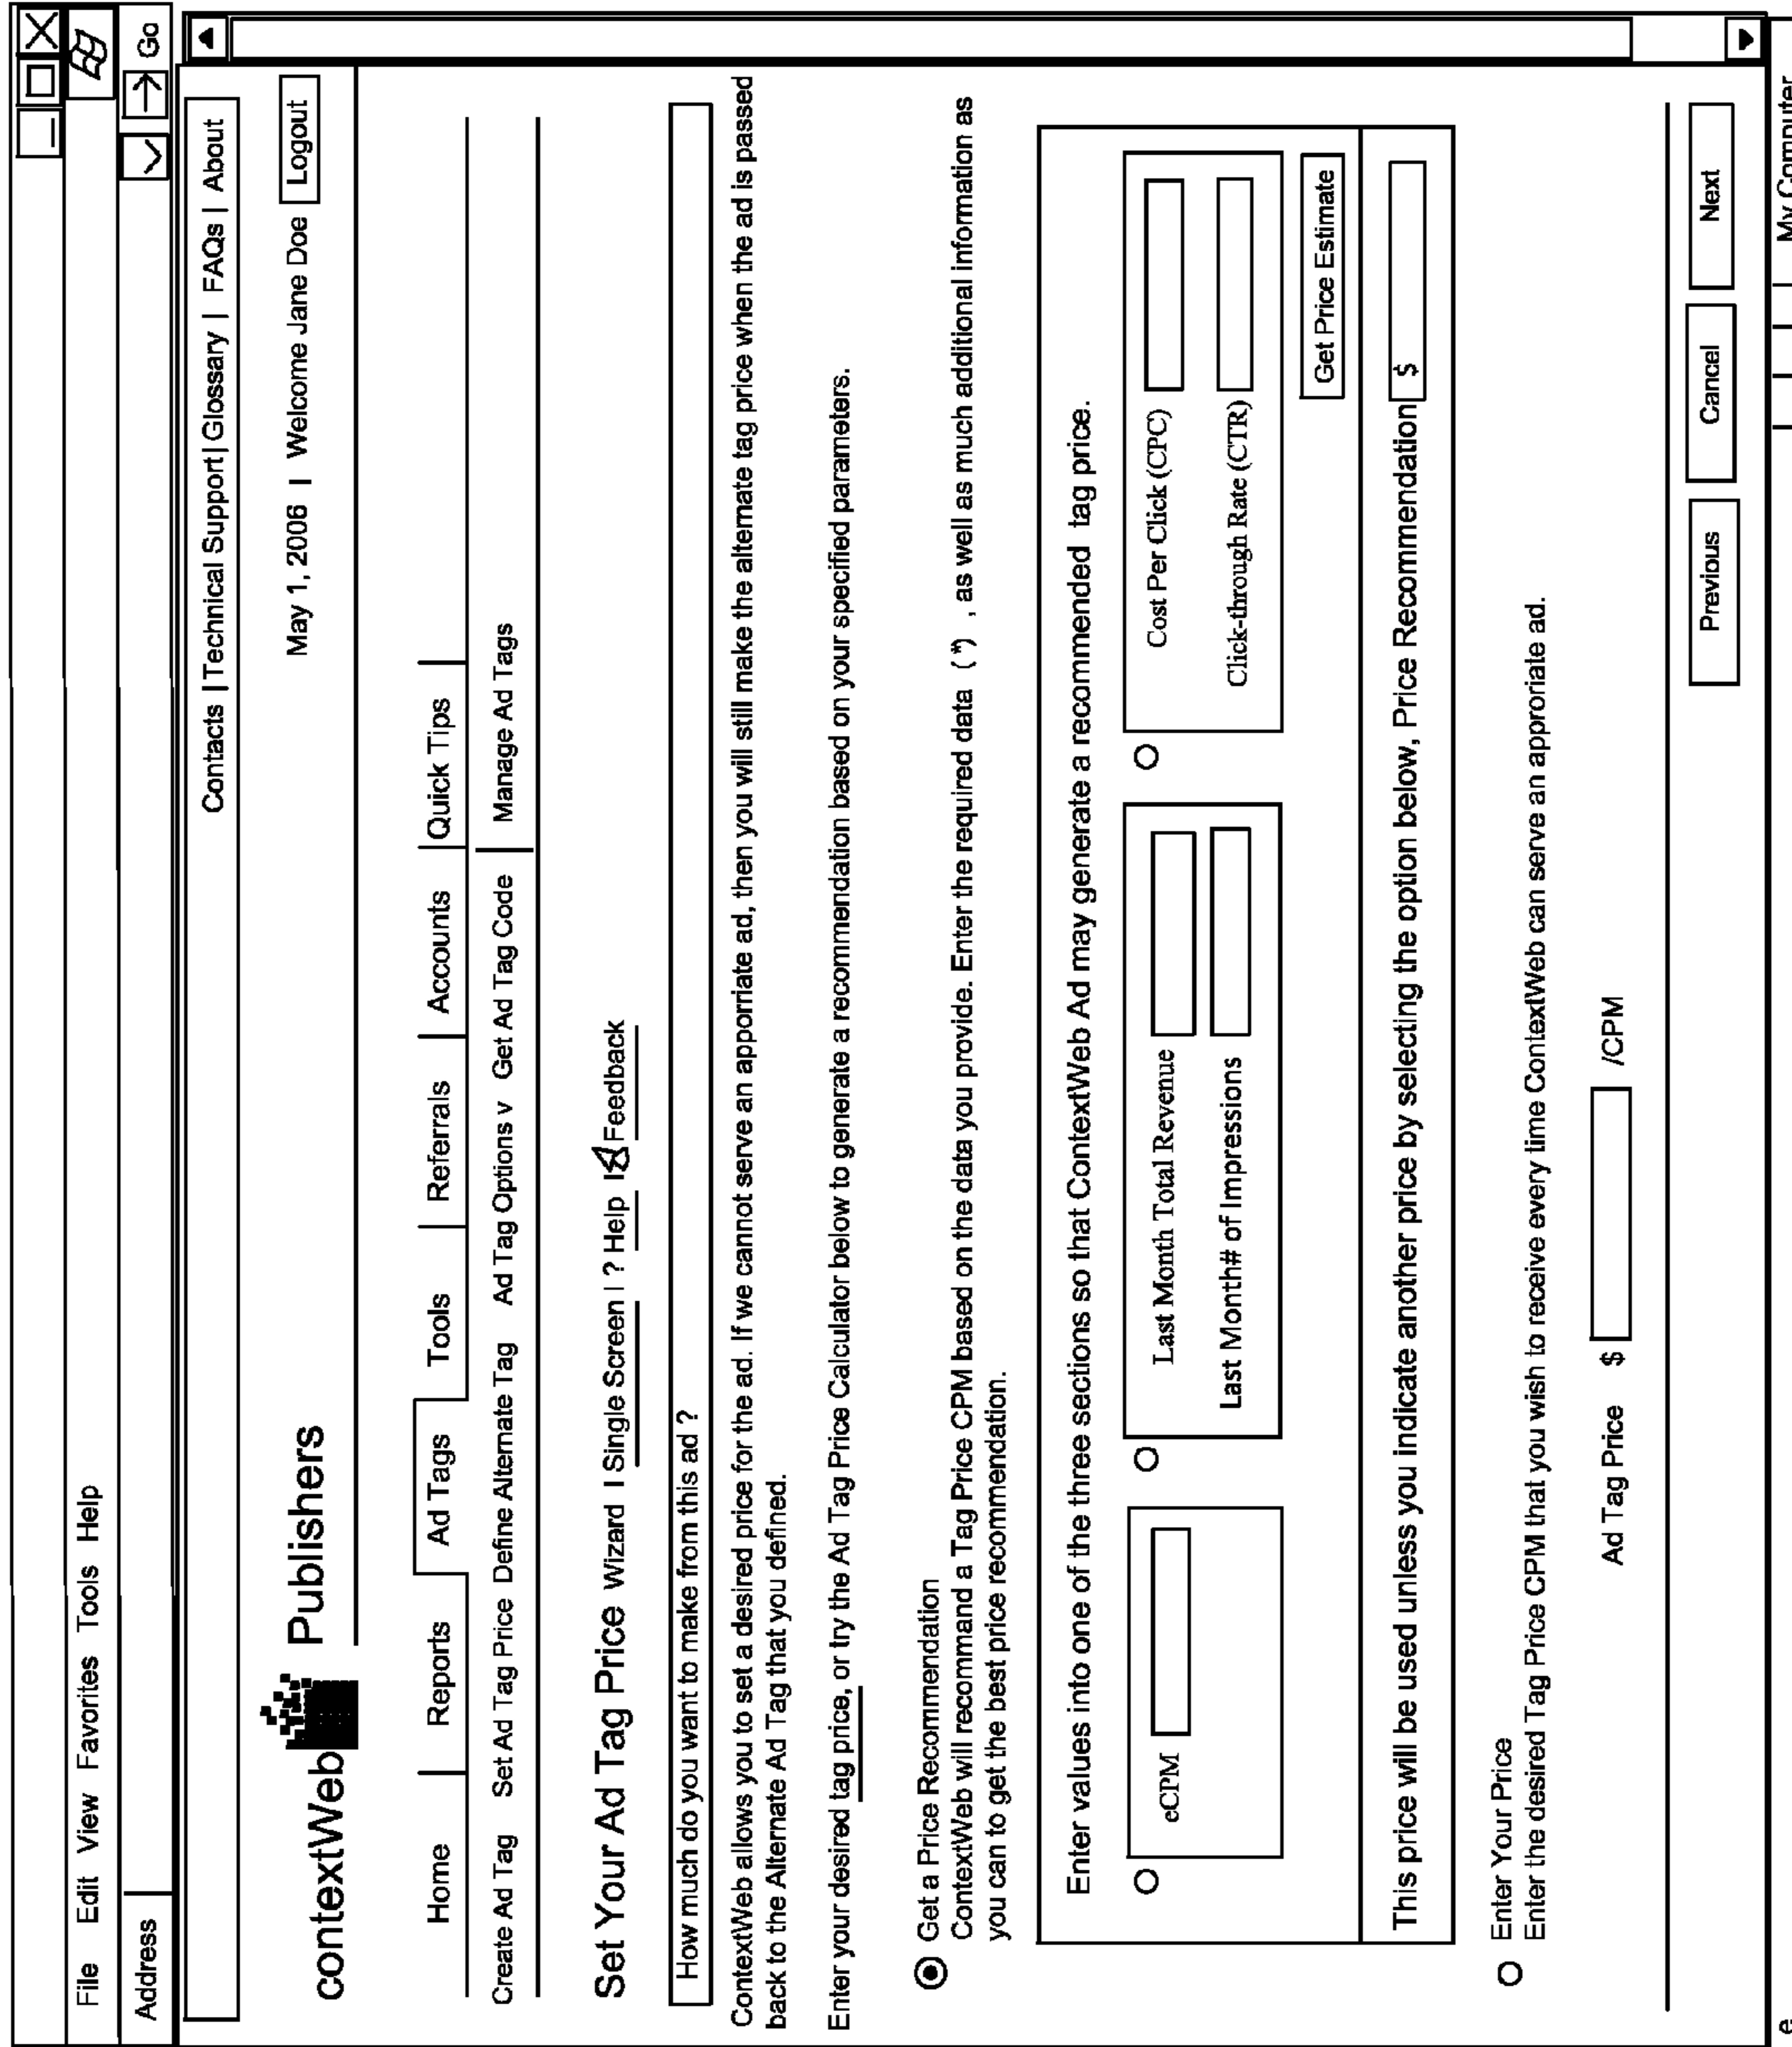 File Edit View Favorites Tools Help
Address
Go
Contacts | Technical Support | Glossary | FAQs | About
contextWeb Publishers
May 1, 2006 | Welcome Jane Doe Logout
Home Reports Ad Tags Tools Referrals Accounts Quick Tips
Create Ad Tag Set Ad Tag Price Define Alternate Tag Ad Tag Options v Get Ad Tag Code Manage Ad Tags
Set Your Ad Tag Price Wizard | Single Screen | ? Help | Feedback
How much do you want to make from this ad ?
ContextWeb allows you to set a desired price for the ad. If we cannot serve an apporriate ad, then you will still make the alternate tag price when the ad is passed
back to the Alternate Ad Tag that you defined.
Enter your desired tag price, or try the Ad Tag Price Calculator below to generate a recommendation based on your specified parameters.
Get a Price Recommendation
ContextWeb will recommand a Tag Price CPM based on the data you provide. Enter the required data (*) , as well as much additional information as
you can to get the best price recommendation.
Enter values into one of the three sections so that ContextWeb Ad may generate a recommended tag price.
eCPM
Last Month Total Revenue
Last Month# of Impressions
Cost Per Click (CPC)
Click-through Rate (CTR)
Get Price Estimate
This price will be used unless you indicate another price by selecting the option below, Price Recommendation $
Enter Your Price
Enter the desired Tag Price CPM that you wish to receive every time ContextWeb can serve an approriate ad.
Ad Tag Price $ /CPM
Previous Cancel Next
e My Computer